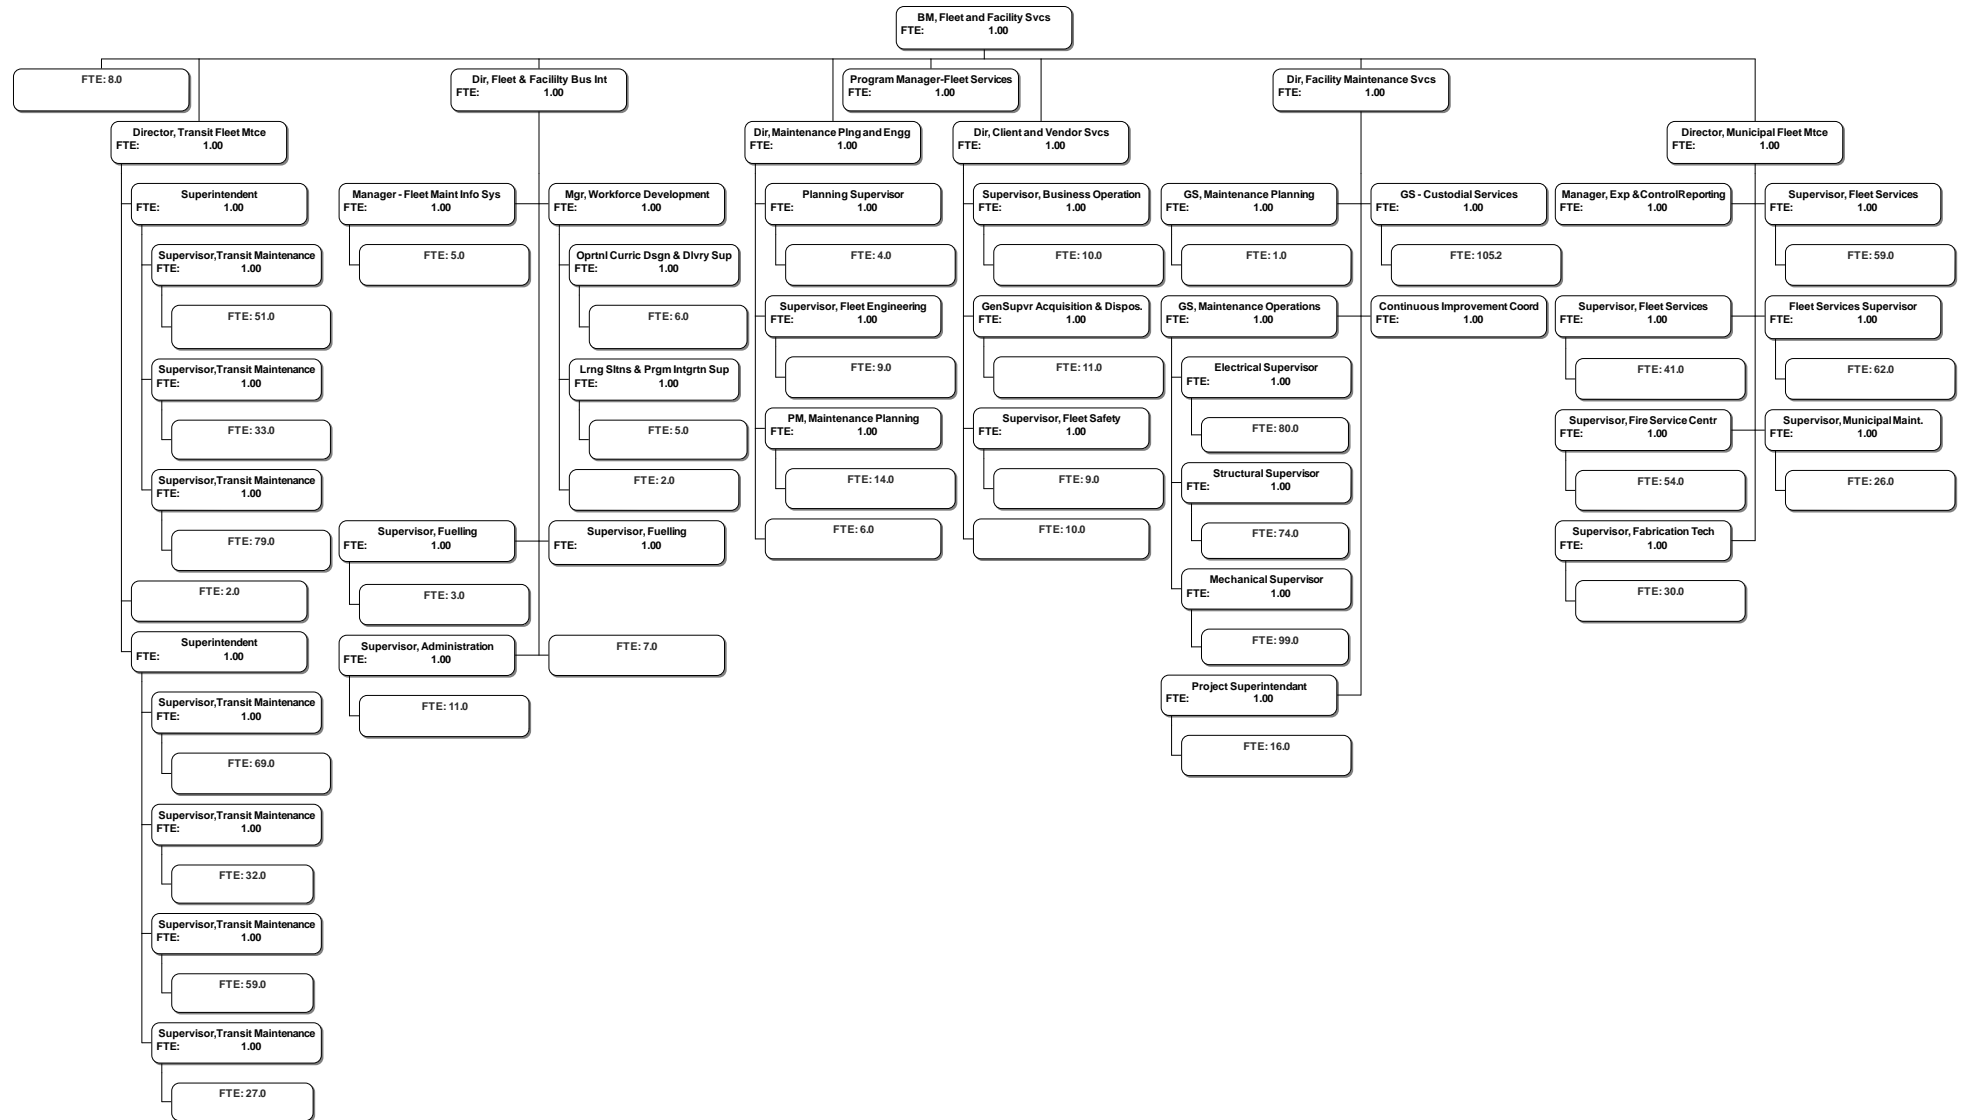 BM, Fleet and Facility Svcs
FTE: 1.00
FTE: 8.0
Dir, Fleet & Facilility Bus Int
FTE: 1.00
Program Manager-Fleet Services
FTE: 1.00
Dir, Facility Maintenance Svcs
FTE: 1.00
Director, Transit Fleet Mtce
FTE: 1.00
Dir, Maintenance Plng and Engg
FTE: 1.00
Dir, Client and Vendor Svcs
FTE: 1.00
Director, Municipal Fleet Mtce
FTE: 1.00
Superintendent
FTE: 1.00
Supervisor, Transit Maintenance
FTE: 1.00
FTE: 51.0
Supervisor, Transit Maintenance
FTE: 1.00
FTE: 33.0
Supervisor, Transit Maintenance
FTE: 1.00
FTE: 79.0
FTE: 2.0
Superintendent
FTE: 1.00
Supervisor, Transit Maintenance
FTE: 1.00
FTE: 69.0
Supervisor, Transit Maintenance
FTE: 1.00
FTE: 32.0
Supervisor, Transit Maintenance
FTE: 1.00
FTE: 59.0
Supervisor, Transit Maintenance
FTE: 1.00
FTE: 27.0
Manager - Fleet Maint Info Sys
FTE: 1.00
FTE: 5.0
Mgr, Workforce Development
FTE: 1.00
Oprtnl Curric Dsgn & Dlvry Sup
FTE: 1.00
FTE: 6.0
Lrng Sltns & Prgm Intgrtn Sup
FTE: 1.00
FTE: 5.0
FTE: 2.0
Supervisor, Fuelling
FTE: 1.00
FTE: 3.0
Supervisor, Fuelling
FTE: 1.00
Supervisor, Administration
FTE: 1.00
FTE: 11.0
FTE: 7.0
Planning Supervisor
FTE: 1.00
FTE: 4.0
Supervisor, Fleet Engineering
FTE: 1.00
FTE: 9.0
PM, Maintenance Planning
FTE: 1.00
FTE: 14.0
FTE: 6.0
Supervisor, Business Operation
FTE: 1.00
FTE: 10.0
GenSupvr Acquisition & Dispos.
FTE: 1.00
FTE: 11.0
Supervisor, Fleet Safety
FTE: 1.00
FTE: 9.0
FTE: 10.0
GS, Maintenance Planning
FTE: 1.00
FTE: 1.0
GS - Custodial Services
FTE: 1.00
FTE: 105.2
GS, Maintenance Operations
FTE: 1.00
Continuous Improvement Coord
FTE: 1.00
Electrical Supervisor
FTE: 1.00
FTE: 80.0
Structural Supervisor
FTE: 1.00
FTE: 74.0
Mechanical Supervisor
FTE: 1.00
FTE: 99.0
Project Superintendant
FTE: 1.00
FTE: 16.0
Manager, Exp & Control Reporting
FTE: 1.00
Supervisor, Fleet Services
FTE: 1.00
FTE: 59.0
Supervisor, Fleet Services
FTE: 1.00
FTE: 41.0
Fleet Services Supervisor
FTE: 1.00
FTE: 62.0
Supervisor, Fire Service Centr
FTE: 1.00
FTE: 54.0
Supervisor, Municipal Maint.
FTE: 1.00
FTE: 26.0
Supervisor, Fabrication Tech
FTE: 1.00
FTE: 30.0